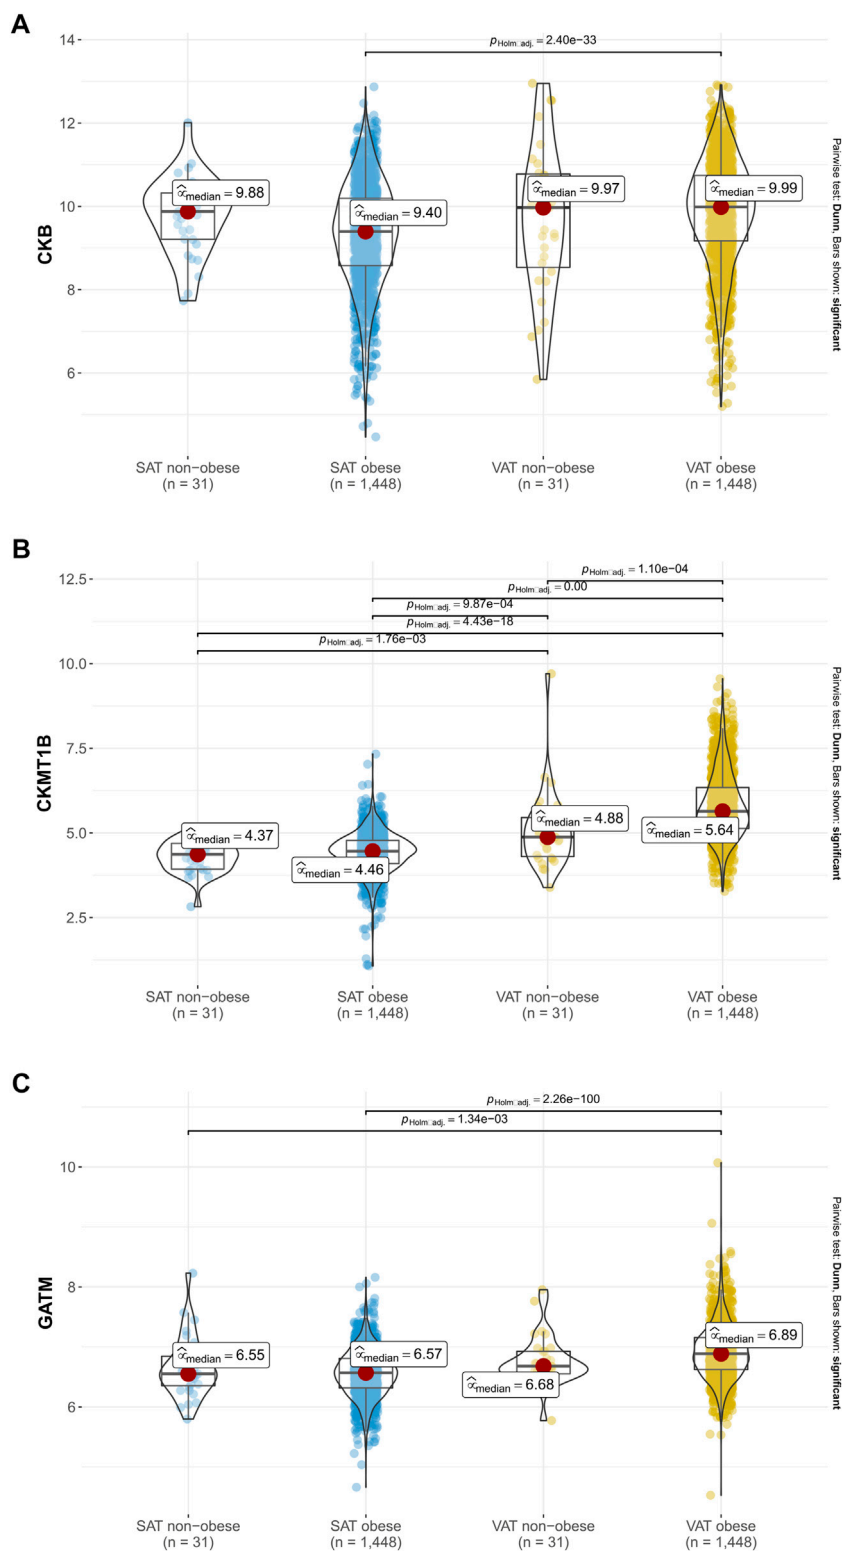 A
14
12
10
8
6
CKB
pHolm□adj. = 2.40e−33
μ̂median = 9.88
μ̂median = 9.40
μ̂median = 9.97
μ̂median = 9.99
SAT non−obese
(n = 31)
SAT obese
(n = 1,448)
VAT non−obese
(n = 31)
VAT obese
(n = 1,448)
Pairwise test: Dunn, Bars shown: significant
B
12.5
10.0
7.5
5.0
2.5
CKMT1B
pHolm□adj. = 1.10e−04
pHolm□adj. = 0.00
pHolm□adj. = 9.87e−04
pHolm□adj. = 4.43e−18
pHolm□adj. = 1.76e−03
μ̂median = 4.37
μ̂median = 4.46
μ̂median = 4.88
μ̂median = 5.64
SAT non−obese
(n = 31)
SAT obese
(n = 1,448)
VAT non−obese
(n = 31)
VAT obese
(n = 1,448)
Pairwise test: Dunn, Bars shown: significant
C
10
8
6
GATM
pHolm□adj. = 2.26e−100
pHolm□adj. = 1.34e−03
μ̂median = 6.55
μ̂median = 6.57
μ̂median = 6.68
μ̂median = 6.89
SAT non−obese
(n = 31)
SAT obese
(n = 1,448)
VAT non−obese
(n = 31)
VAT obese
(n = 1,448)
Pairwise test: Dunn, Bars shown: significant